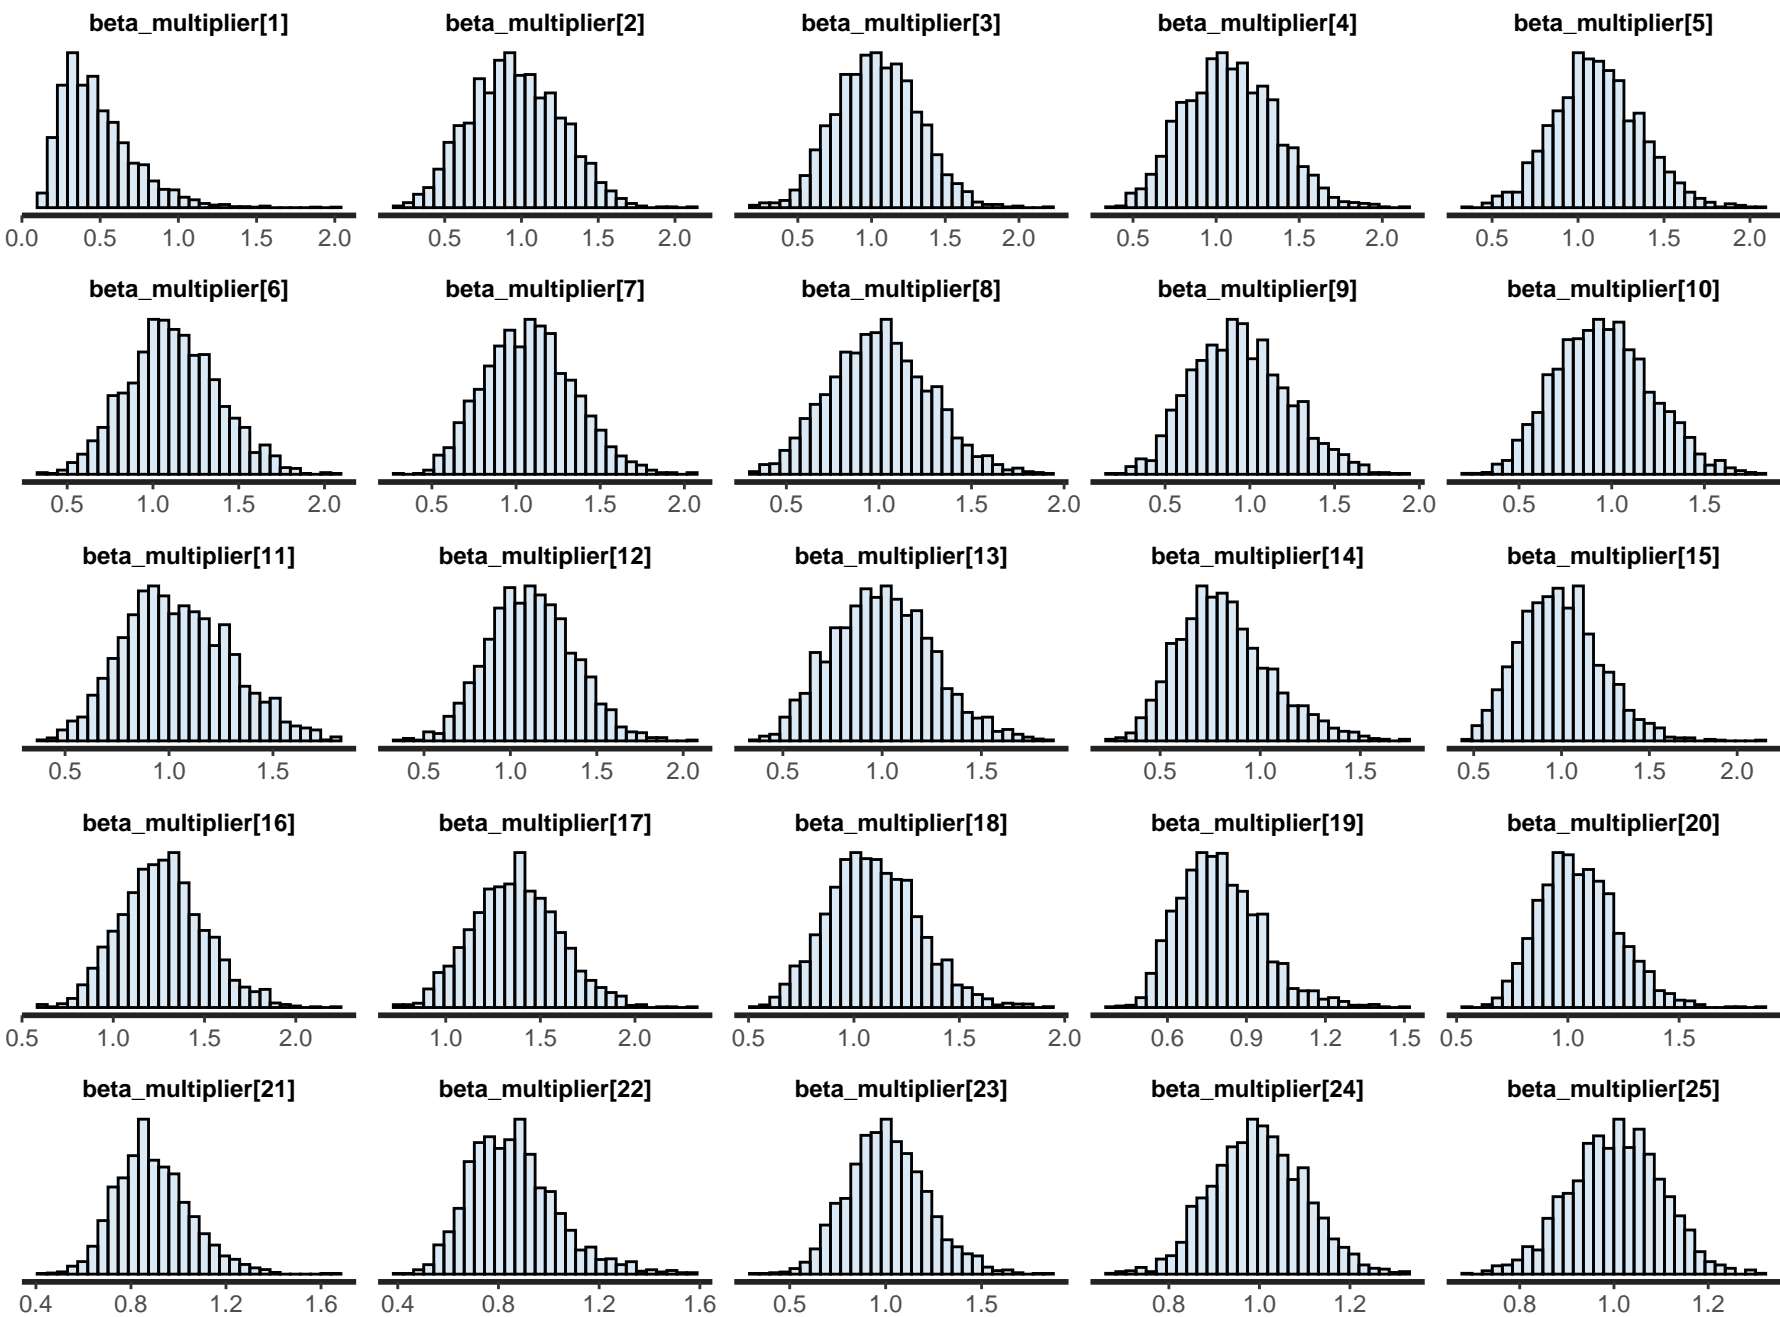 beta_multiplier[1] beta_multiplier[2] beta_multiplier[3] beta_multiplier[4] beta_multiplier[5]
0.0 0.5 1.0 1.5 2.0 0.5 1.0 1.5 2.0 0.5 1.0 1.5 2.0 0.5 1.0 1.5 2.0 0.5 1.0 1.5 2.0
beta_multiplier[6] beta_multiplier[7] beta_multiplier[8] beta_multiplier[9] beta_multiplier[10]
0.5 1.0 1.5 2.0 0.5 1.0 1.5 2.0 0.5 1.0 1.5 2.0 0.5 1.0 1.5 2.0 0.5 1.0 1.5
beta_multiplier[11] beta_multiplier[12] beta_multiplier[13] beta_multiplier[14] beta_multiplier[15]
0.5 1.0 1.5 0.5 1.0 1.5 2.0 0.5 1.0 1.5 0.5 1.0 1.5 0.5 1.0 1.5 2.0
beta_multiplier[16] beta_multiplier[17] beta_multiplier[18] beta_multiplier[19] beta_multiplier[20]
0.5 1.0 1.5 2.0 1.0 1.5 2.0 0.5 1.0 1.5 2.0 0.6 0.9 1.2 1.5 0.5 1.0 1.5
beta_multiplier[21] beta_multiplier[22] beta_multiplier[23] beta_multiplier[24] beta_multiplier[25]
0.4 0.8 1.2 1.6 0.4 0.8 1.2 1.6 0.5 1.0 1.5 0.8 1.0 1.2 0.8 1.0 1.2